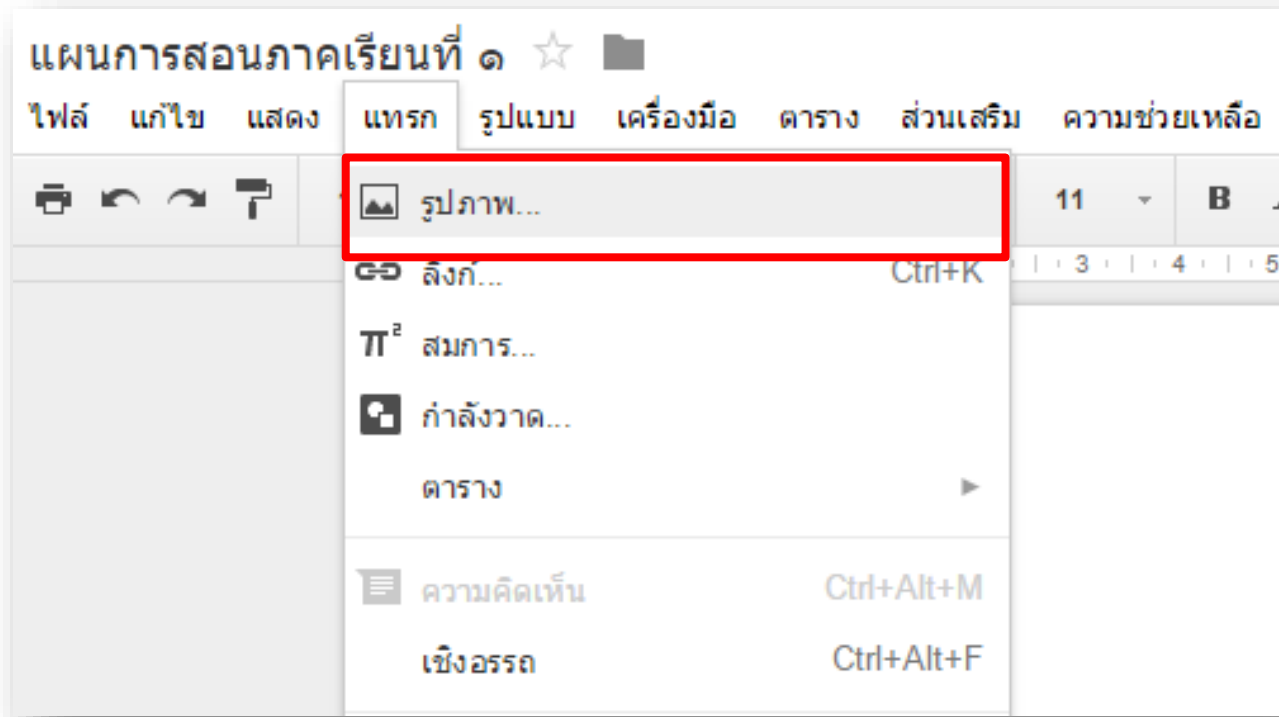 แผนการสอนภาคเรียนที่ ๑
ไฟล์ แก้ไข แสดง แทรก รูปแบบ เครื่องมือ ตาราง ส่วนเสริม ความช่วยเหลือ
รูปภาพ... 11 B
ลิงก์... Ctrl+K 3 4 5
π² สมการ...
กำลังวาด...
ตาราง
ความคิดเห็น Ctrl+Alt+M
เชิงอรรถ Ctrl+Alt+F